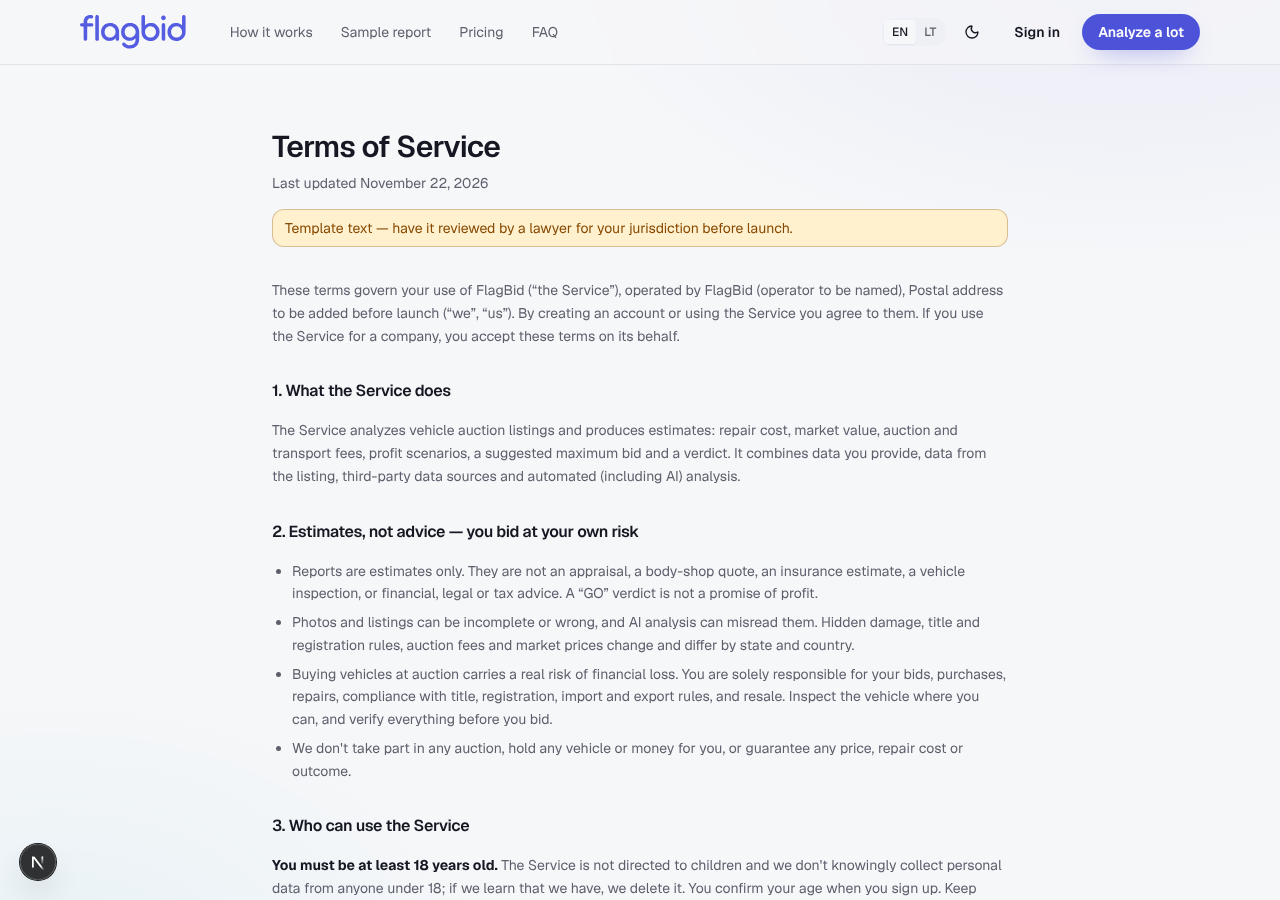 flagbid
How it works
Sample report
Pricing
FAQ
EN
LT
Sign in
Analyze a lot
Terms of Service
Last updated November 22, 2026
Template text — have it reviewed by a lawyer for your jurisdiction before launch.
These terms govern your use of FlagBid (“the Service”), operated by FlagBid (operator to be named), Postal address
to be added before launch (“we”, “us”). By creating an account or using the Service you agree to them. If you use
the Service for a company, you accept these terms on its behalf.
1. What the Service does
The Service analyzes vehicle auction listings and produces estimates: repair cost, market value, auction and
transport fees, profit scenarios, a suggested maximum bid and a verdict. It combines data you provide, data from
the listing, third-party data sources and automated (including AI) analysis.
2. Estimates, not advice — you bid at your own risk
• Reports are estimates only. They are not an appraisal, a body-shop quote, an insurance estimate, a vehicle
inspection, or financial, legal or tax advice. A “GO” verdict is not a promise of profit.
• Photos and listings can be incomplete or wrong, and AI analysis can misread them. Hidden damage, title and
registration rules, auction fees and market prices change and differ by state and country.
• Buying vehicles at auction carries a real risk of financial loss. You are solely responsible for your bids, purchases,
repairs, compliance with title, registration, import and export rules, and resale. Inspect the vehicle where you
can, and verify everything before you bid.
• We don't take part in any auction, hold any vehicle or money for you, or guarantee any price, repair cost or
outcome.
3. Who can use the Service
You must be at least 18 years old. The Service is not directed to children and we don't knowingly collect personal
data from anyone under 18; if we learn that we have, we delete it. You confirm your age when you sign up. Keep
N